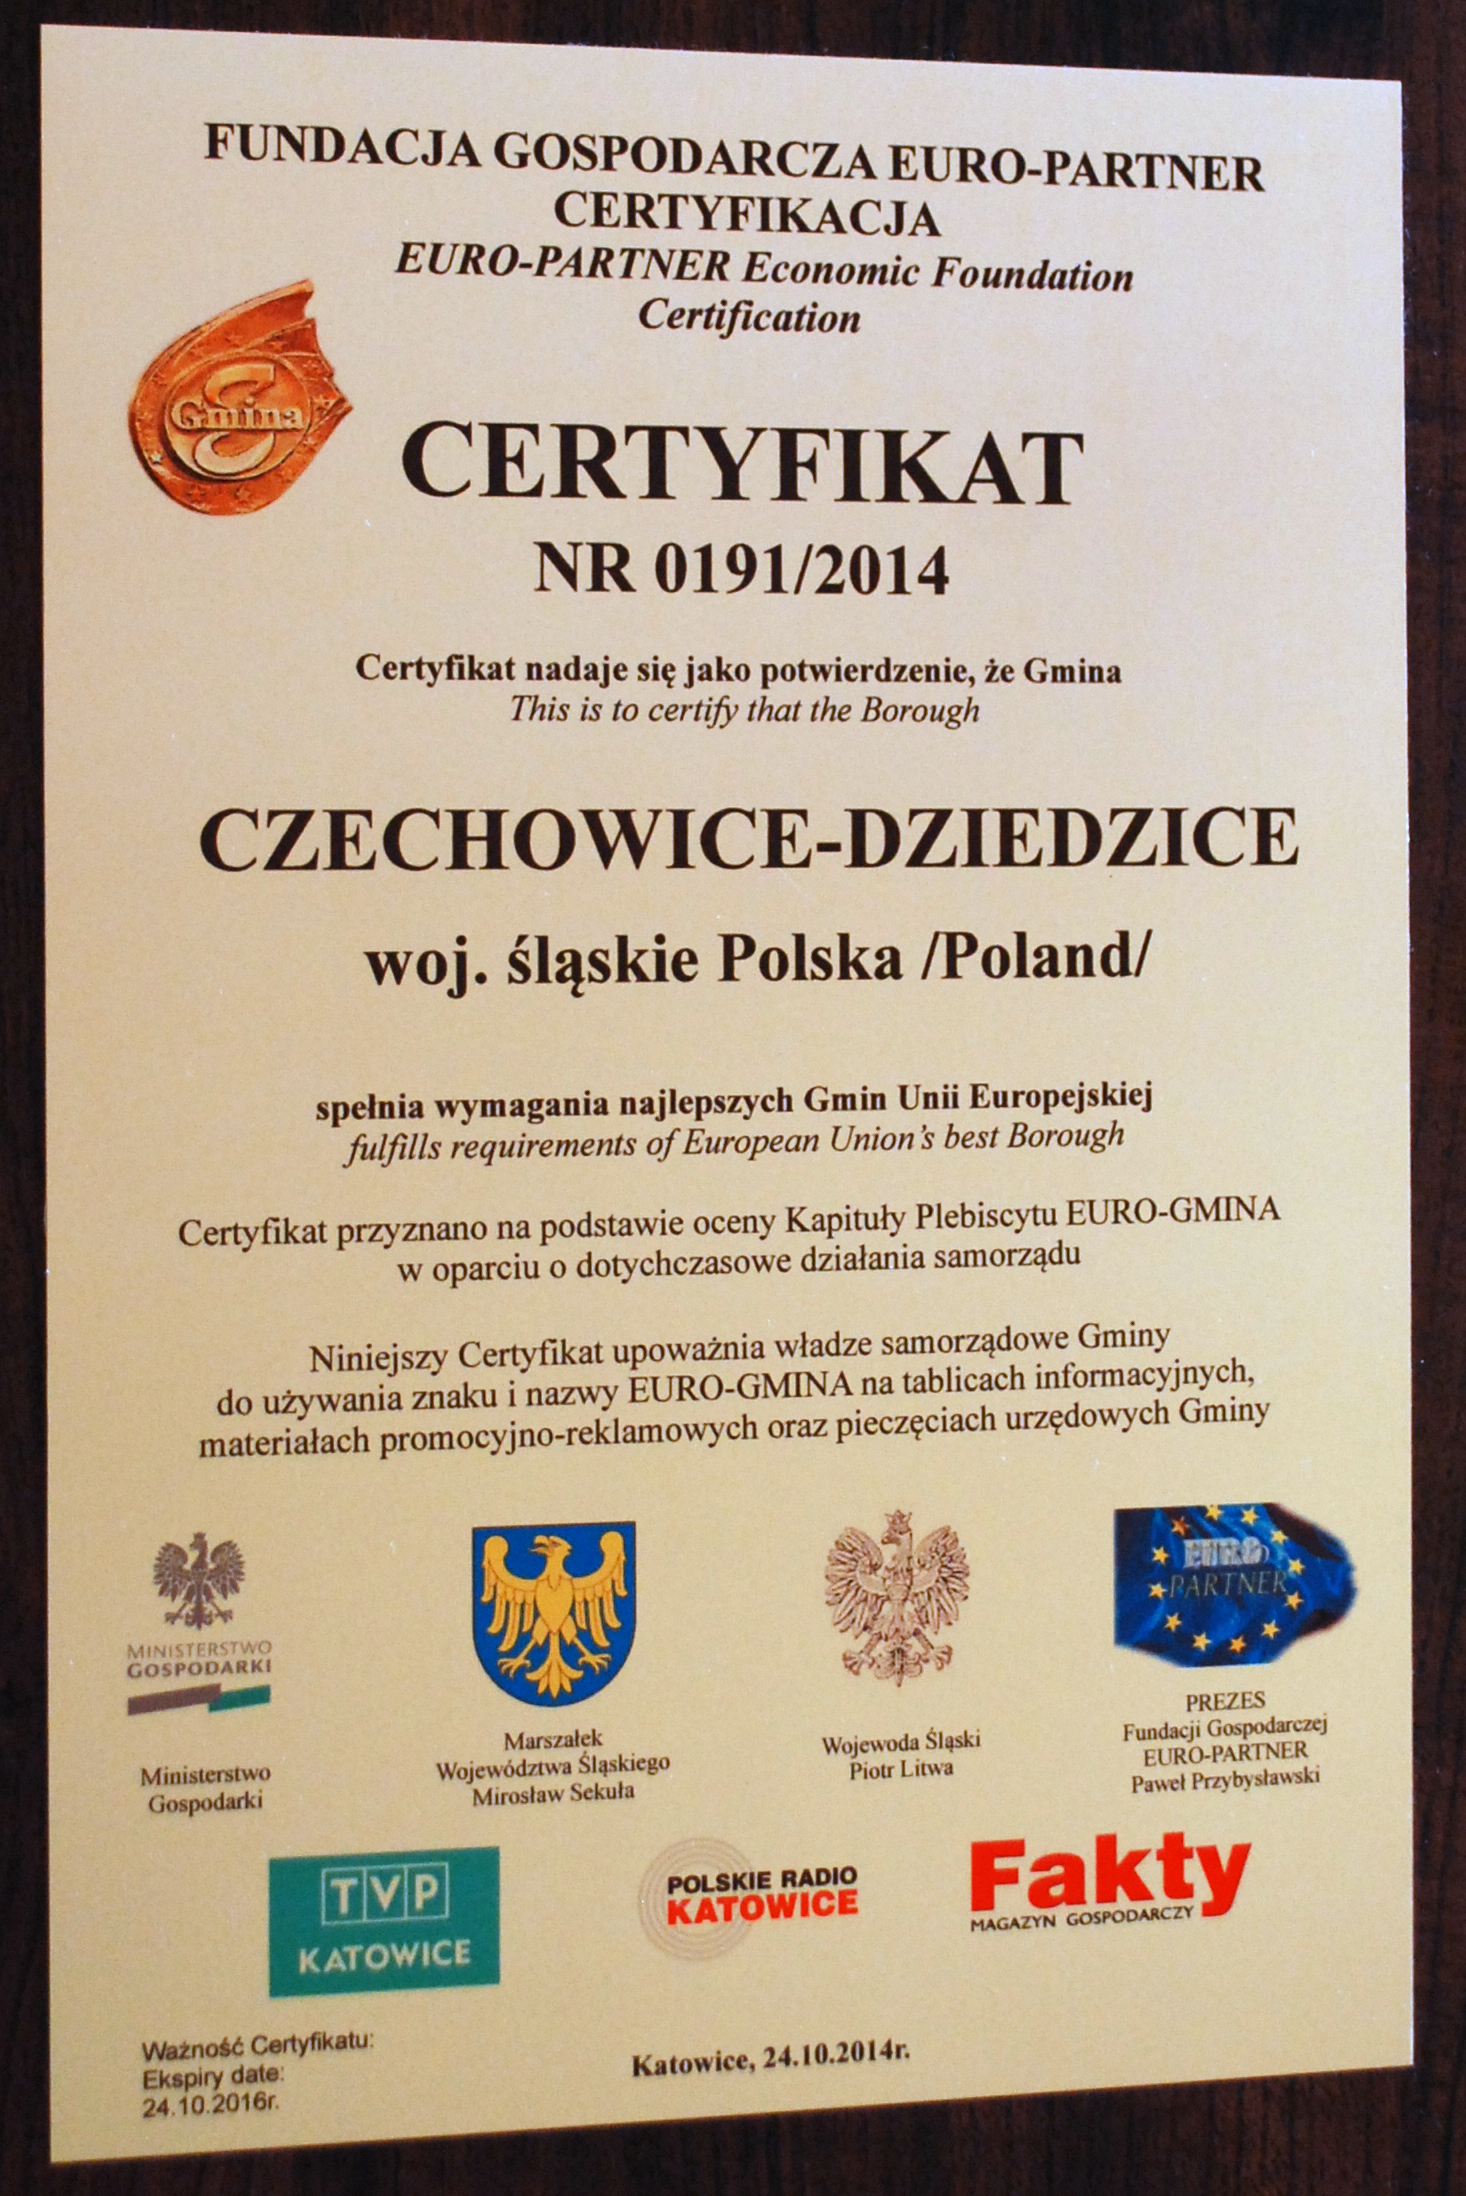 FUNDACJA GOSPODARCZA EURO-PARTNER
CERTYFIKACJA
EURO-PARTNER Economic Foundation
Certification
Gmina
CERTYFIKAT
NR 0191/2014
Certyfikat nadaje się jako potwierdzenie, że Gmina
This is to certify that the Borough
CZECHOWICE-DZIEDZICE
woj. śląskie Polska /Poland/
spełnia wymagania najlepszych Gmin Unii Europejskiej
fulfills requirements of European Union's best Borough
Certyfikat przyznano na podstawie oceny Kapituły Plebiscytu EURO-GMINA
w oparciu o dotychczasowe działania samorządu
Niniejszy Certyfikat upoważnia władze samorządowe Gminy
do używania znaku i nazwy EURO-GMINA na tablicach informacyjnych,
materiałach promocyjno-reklamowych oraz pieczęciach urzędowych Gminy
MINISTERSTWO
GOSPODARKI
Ministerstwo
Gospodarki
Marszałek
Województwa Śląskiego
Mirosław Sekuła
Wojewoda Śląski
Piotr Litwa
EURO
PARTNER
PREZES
Fundacji Gospodarczej
EURO-PARTNER
Paweł Przybysławski
TVP
KATOWICE
POLSKIE RADIO
KATOWICE
Fakty
MAGAZYN GOSPODARCZY
Ważność Certyfikatu:
Ekspiry date:
24.10.2016r.
Katowice, 24.10.2014r.